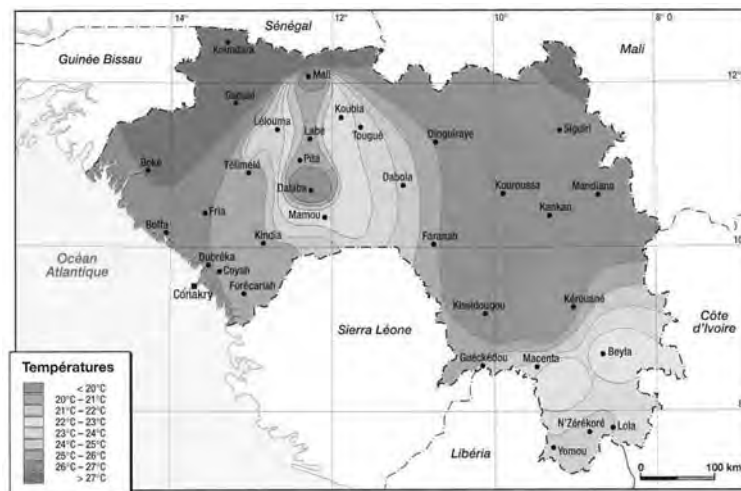 14°
12°
10°
8° O
Sénégal
Mali
Guinée Bissau
Koundara
Mali
12°
Gaoual
Koubia
Lélouma
Labé
Tougué
Dinguiraye
Siguiri
Pita
Boké
Télimélé
Dabola
Dalaba
Kouroussa
Mandiana
Fria
Mamou
Kankan
Boffa
Kindia
Faranah
10
Océan
Atlantique
Dubréka
Coyah
Conakry
Forécariah
Kissidougou
Kérouané
Sierra Léone
Côte
d'Ivoire
Guéckédou
Macenta
Beyla
Températures
< 20°C
20°C – 21°C
21°C – 22°C
22°C – 23°C
23°C – 24°C
24°C – 25°C
25°C – 26°C
26°C – 27°C
> 27°C
8
N'Zérékoré
Lola
Yomou
Libéria
0
100 km